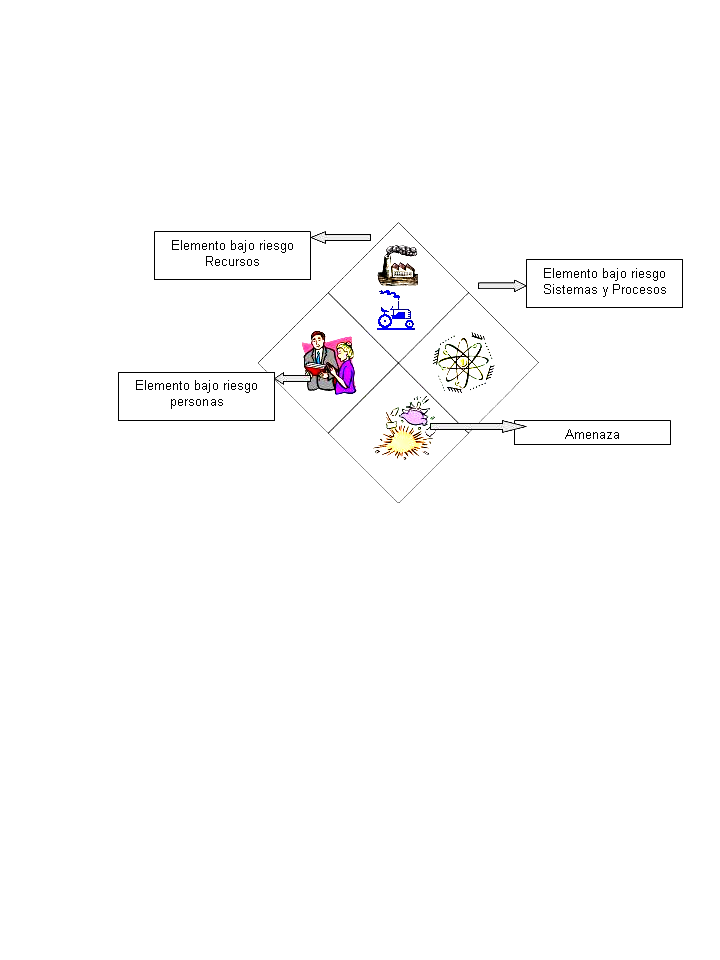 Elemento bajo riesgo
Recursos
Elemento bajo riesgo
Sistemas y Procesos
Elemento bajo riesgo
personas
Amenaza